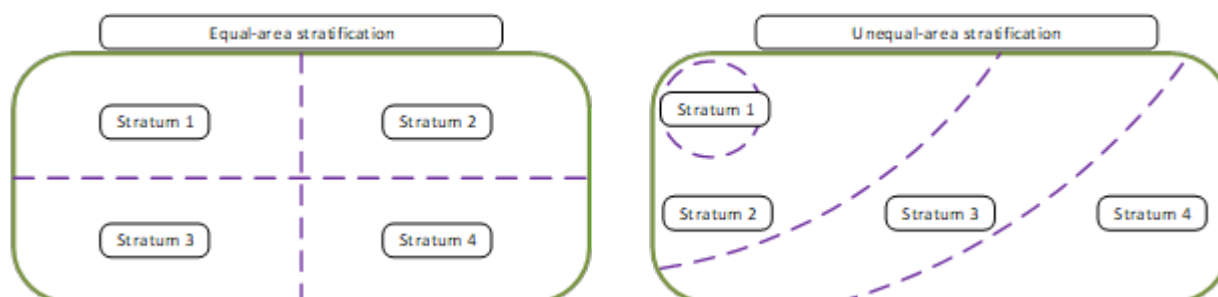 Equal-area stratification
Stratum 1
Stratum 2
Stratum 3
Stratum 4
Unequal-area stratification
Stratum 1
Stratum 2
Stratum 3
Stratum 4